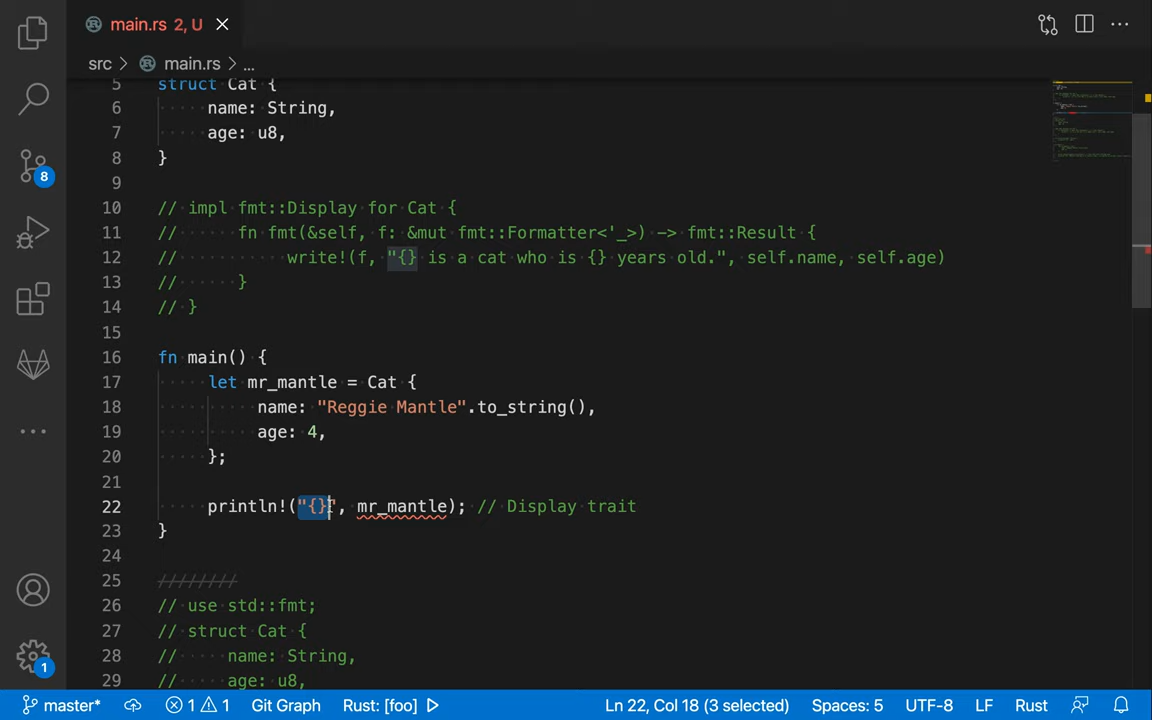 main.rs 2, U
src > main.rs > ...
5 struct Cat {
6 name: String,
7 age: u8,
8 }
9
10 // impl fmt::Display for Cat {
11 // fn fmt(&self, f: &mut fmt::Formatter<'_>) -> fmt::Result {
12 // write!(f, "{} is a cat who is {} years old.", self.name, self.age)
13 // }
14 // }
15
16 fn main() {
17 let mr_mantle = Cat {
18 name: "Reggie Mantle".to_string(),
19 age: 4,
20 };
21
22 println!("{}", mr_mantle); // Display trait
23 }
24
25 ////////
26 // use std::fmt;
27 // struct Cat {
28 // name: String,
29 // age: u8,
8
1
master* 1 1 Git Graph Rust: [foo] Ln 22, Col 18 (3 selected) Spaces: 5 UTF-8 LF Rust